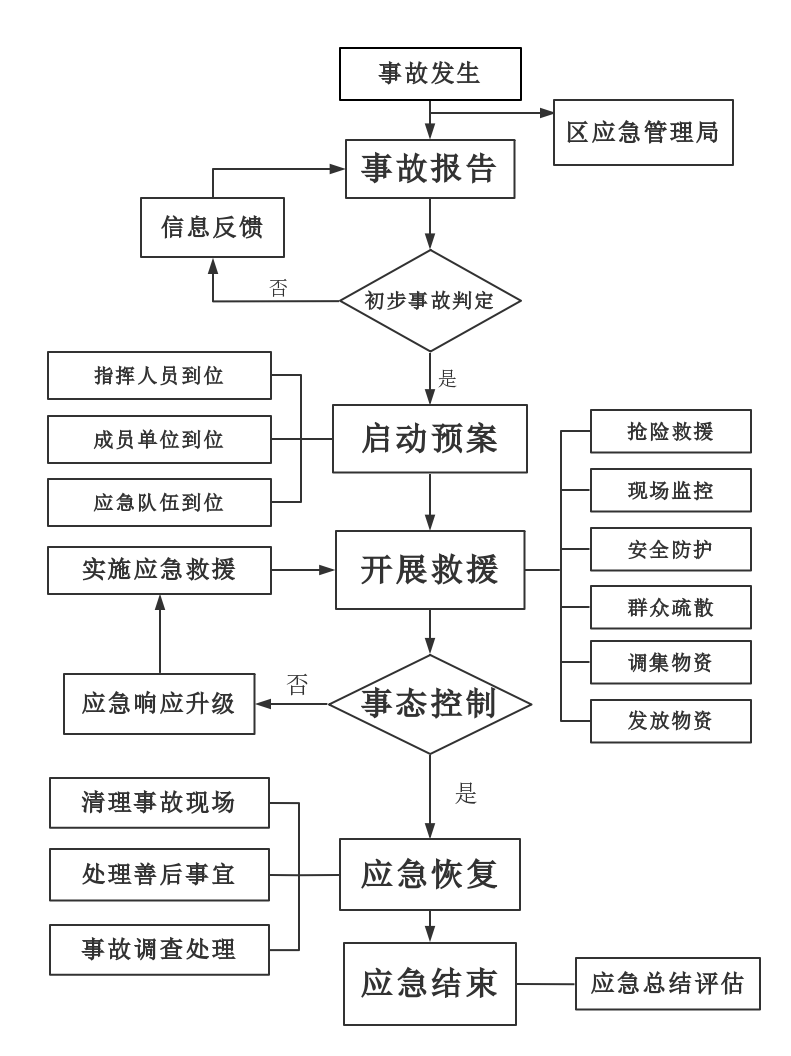 事故发生
区应急管理局
事故报告
信息反馈
否
初步事故判定
是
指挥人员到位
启动预案
抢险救援
成员单位到位
现场监控
应急队伍到位
安全防护
实施应急救援
开展救援
群众疏散
调集物资
否
应急响应升级
事态控制
发放物资
是
清理事故现场
处理善后事宜
应急恢复
事故调查处理
应急结束
应急总结评估